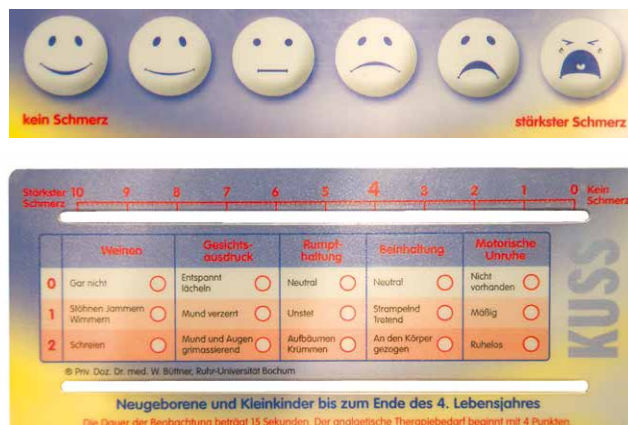 kein Schmerz stärkster Schmerz
Stärkster Schmerz 10 9 8 7 6 5 4 3 2 1 0 Kein Schmerz
Weinen Gesichts-ausdruck Rumpf-haltung Beinhaltung Motorische Unruhe
0 Gar nicht Entspannt lächeln Neutral Neutral Nicht vorhanden
1 Stöhnen Jammern Wimmern Mund verzerrt Unstet Strampelnd Tretend Mäßig
2 Schreien Mund und Augen grimassierend Aufbäumen Krümmen An den Körper gezogen Ruhelos
KUSS
© Priv. Doz. Dr. med. W. Büttner, Ruhr-Universität Bochum
Neugeborene und Kleinkinder bis zum Ende des 4. Lebensjahres
Die Dauer der Beobachtung beträgt 15 Sekunden. Der analgetische Therapiebedarf beginnt mit 4 Punkten.